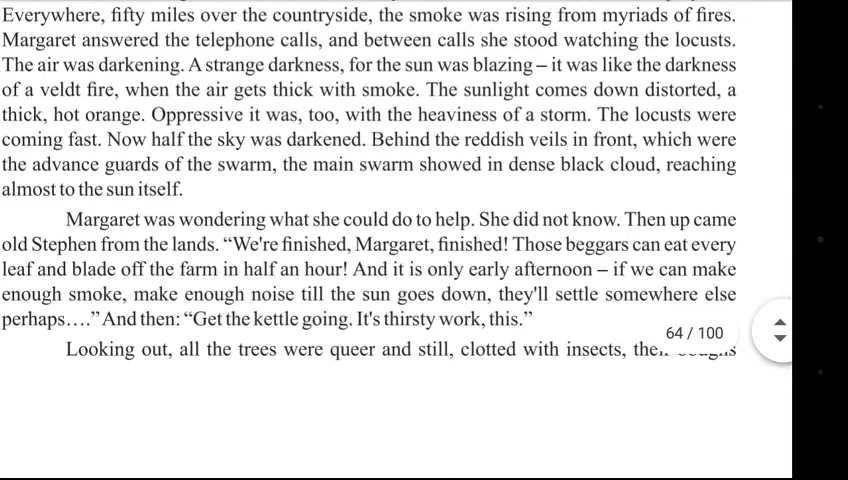 Everywhere, fifty miles over the countryside, the smoke was rising from myriads of fires.
Margaret answered the telephone calls, and between calls she stood watching the locusts.
The air was darkening. A strange darkness, for the sun was blazing – it was like the darkness
of a veldt fire, when the air gets thick with smoke. The sunlight comes down distorted, a
thick, hot orange. Oppressive it was, too, with the heaviness of a storm. The locusts were
coming fast. Now half the sky was darkened. Behind the reddish veils in front, which were
the advance guards of the swarm, the main swarm showed in dense black cloud, reaching
almost to the sun itself.
Margaret was wondering what she could do to help. She did not know. Then up came
old Stephen from the lands. “We're finished, Margaret, finished! Those beggars can eat every
leaf and blade off the farm in half an hour! And it is only early afternoon – if we can make
enough smoke, make enough noise till the sun goes down, they'll settle somewhere else
perhaps….” And then: “Get the kettle going. It's thirsty work, this.”
64 / 100
Looking out, all the trees were queer and still, clotted with insects,